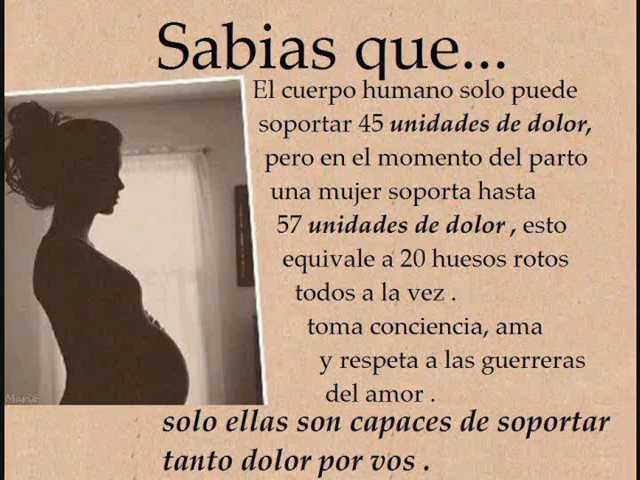 Sabias que...
El cuerpo humano solo puede
soportar 45 unidades de dolor,
pero en el momento del parto
una mujer soporta hasta
57 unidades de dolor , esto
equivale a 20 huesos rotos
todos a la vez .
toma conciencia, ama
y respeta a las guerreras
del amor .
solo ellas son capaces de soportar
tanto dolor por vos .